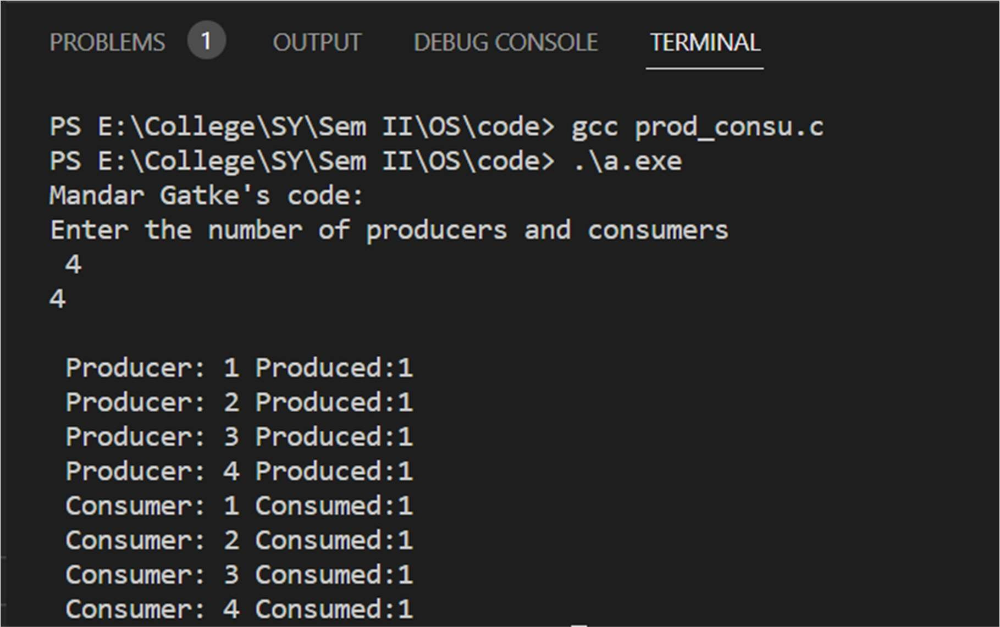 PROBLEMS 1 OUTPUT DEBUG CONSOLE TERMINAL
PS E:\College\SY\Sem II\OS\code> gcc prod_consu.c
PS E:\College\SY\Sem II\OS\code> .\a.exe
Mandar Gatke's code:
Enter the number of producers and consumers
4
4
Producer: 1 Produced:1
Producer: 2 Produced:1
Producer: 3 Produced:1
Producer: 4 Produced:1
Consumer: 1 Consumed:1
Consumer: 2 Consumed:1
Consumer: 3 Consumed:1
Consumer: 4 Consumed:1